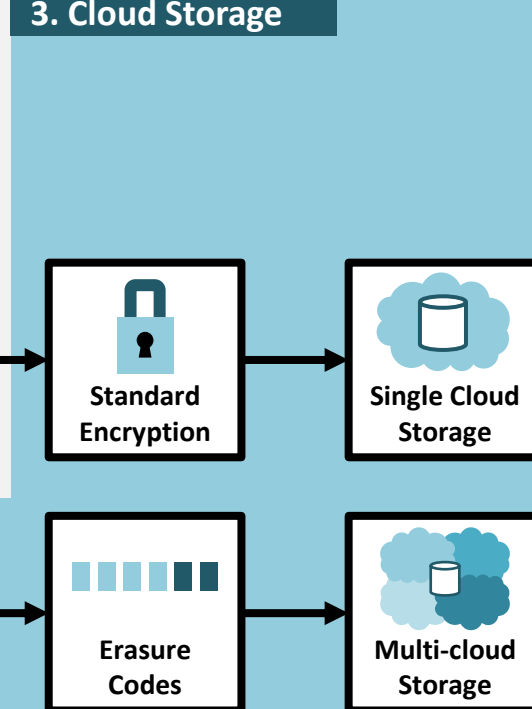 3. Cloud Storage
Standard
Encryption
Single Cloud
Storage
Erasure
Codes
Multi-cloud
Storage